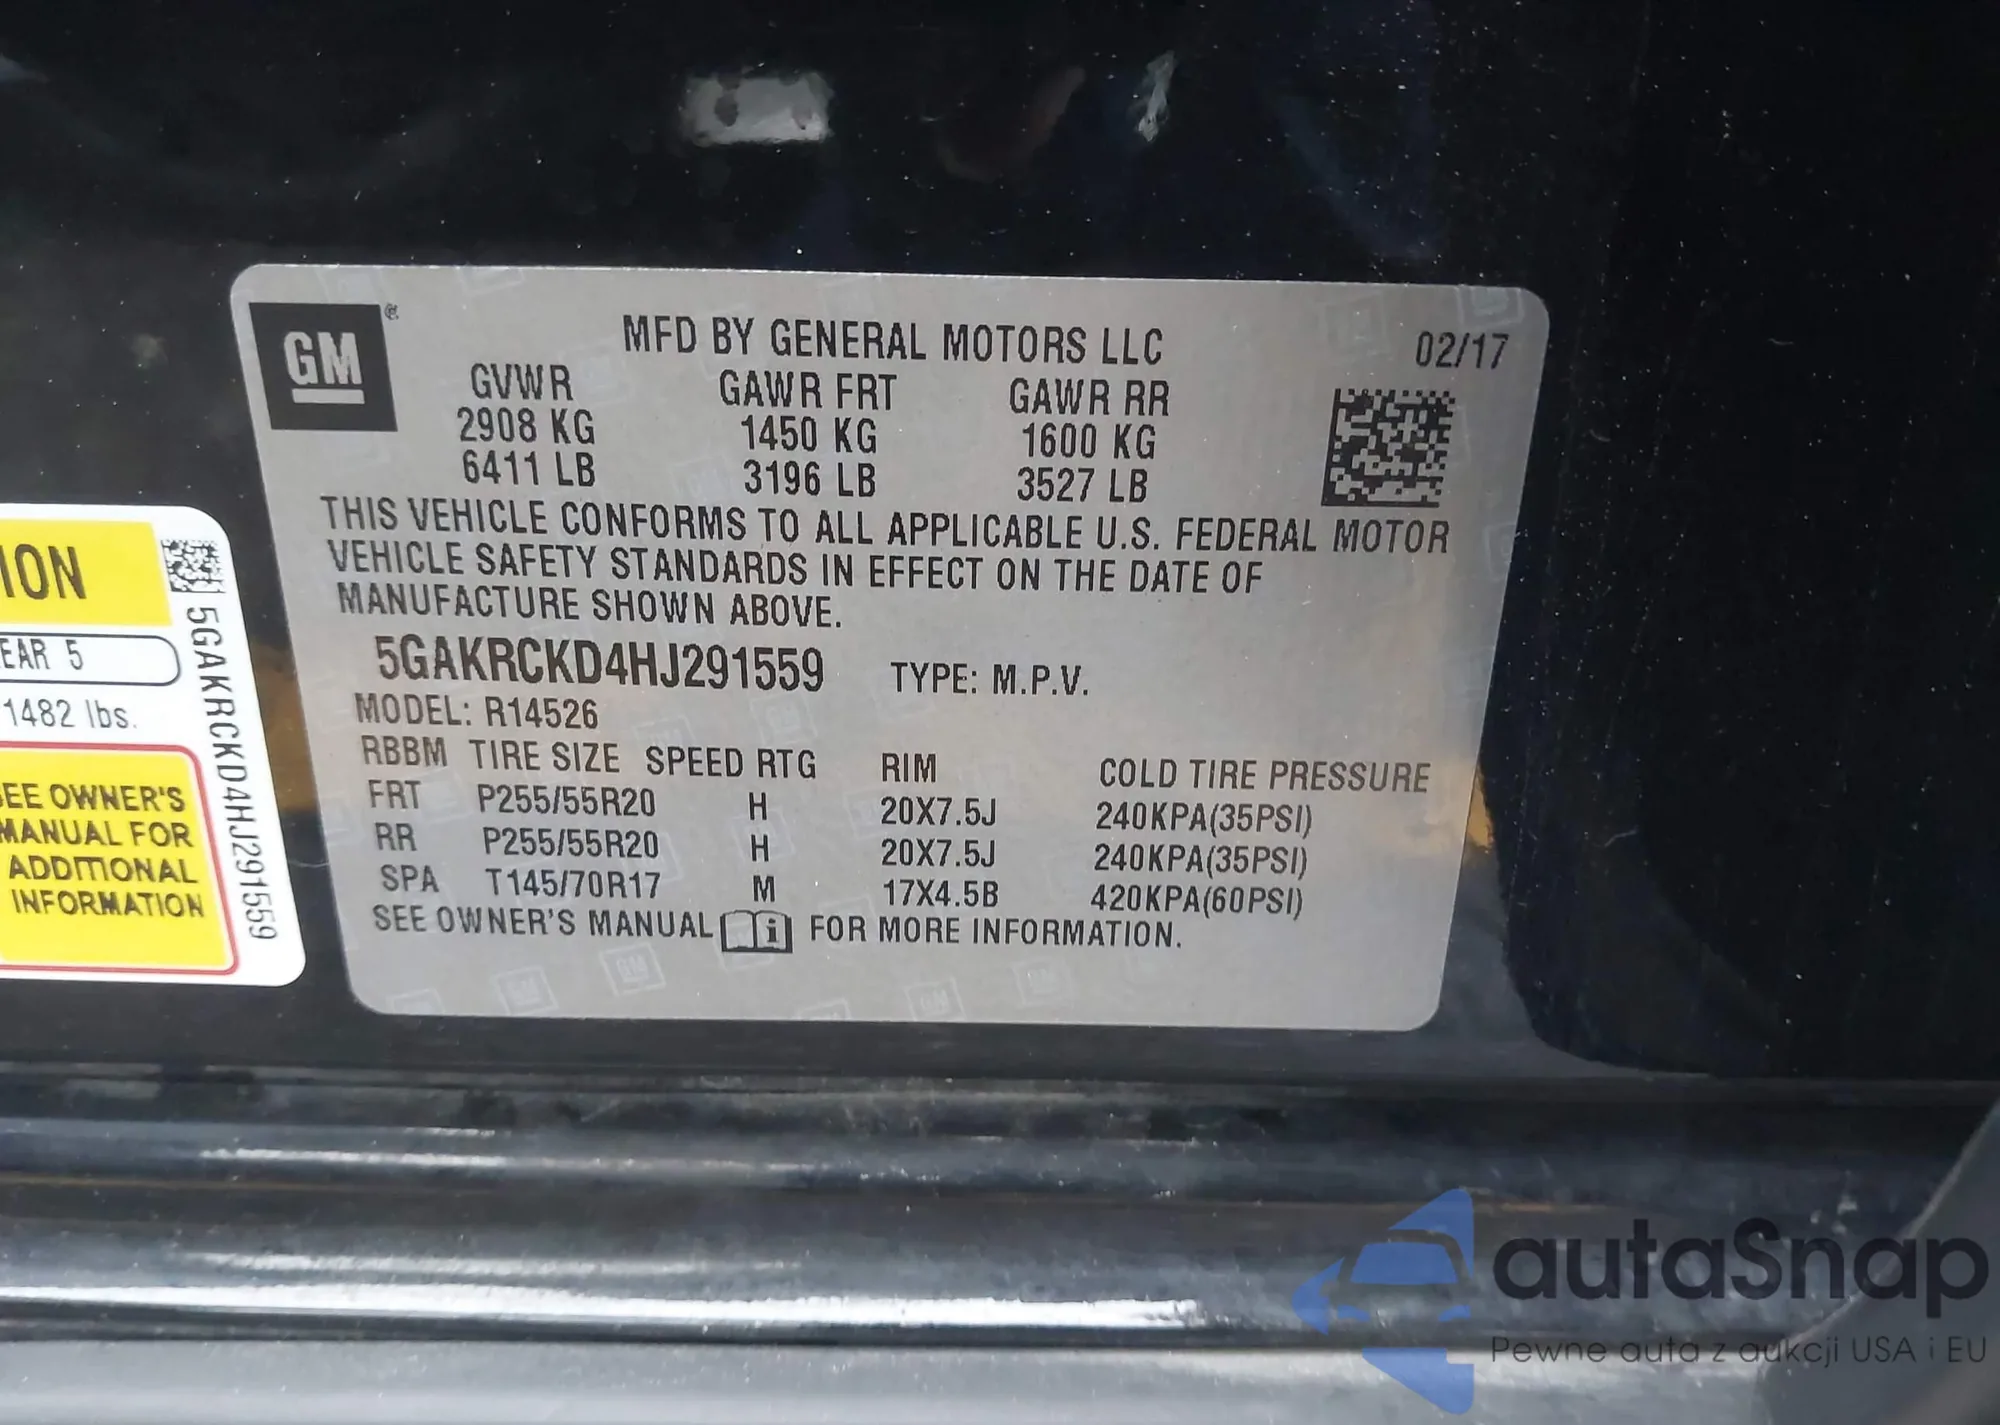 GM
MFD BY GENERAL MOTORS LLC 02/17
GVWR GAWR FRT GAWR RR
2908 KG 1450 KG 1600 KG
6411 LB 3196 LB 3527 LB
THIS VEHICLE CONFORMS TO ALL APPLICABLE U.S. FEDERAL MOTOR
VEHICLE SAFETY STANDARDS IN EFFECT ON THE DATE OF
MANUFACTURE SHOWN ABOVE.
5GAKRCKD4HJ291559 TYPE: M.P.V.
MODEL: R14526
RBBM TIRE SIZE SPEED RTG RIM COLD TIRE PRESSURE
FRT P255/55R20 H 20X7.5J 240KPA(35PSI)
RR P255/55R20 H 20X7.5J 240KPA(35PSI)
SPA T145/70R17 M 17X4.5B 420KPA(60PSI)
SEE OWNER'S MANUAL FOR MORE INFORMATION.
ION
EAR 5
1482 lbs.
EE OWNER'S
MANUAL FOR
ADDITIONAL
INFORMATION
5GAKRCKD4HJ291559
autaSnap
Pewne auta z aukcji USA i EU